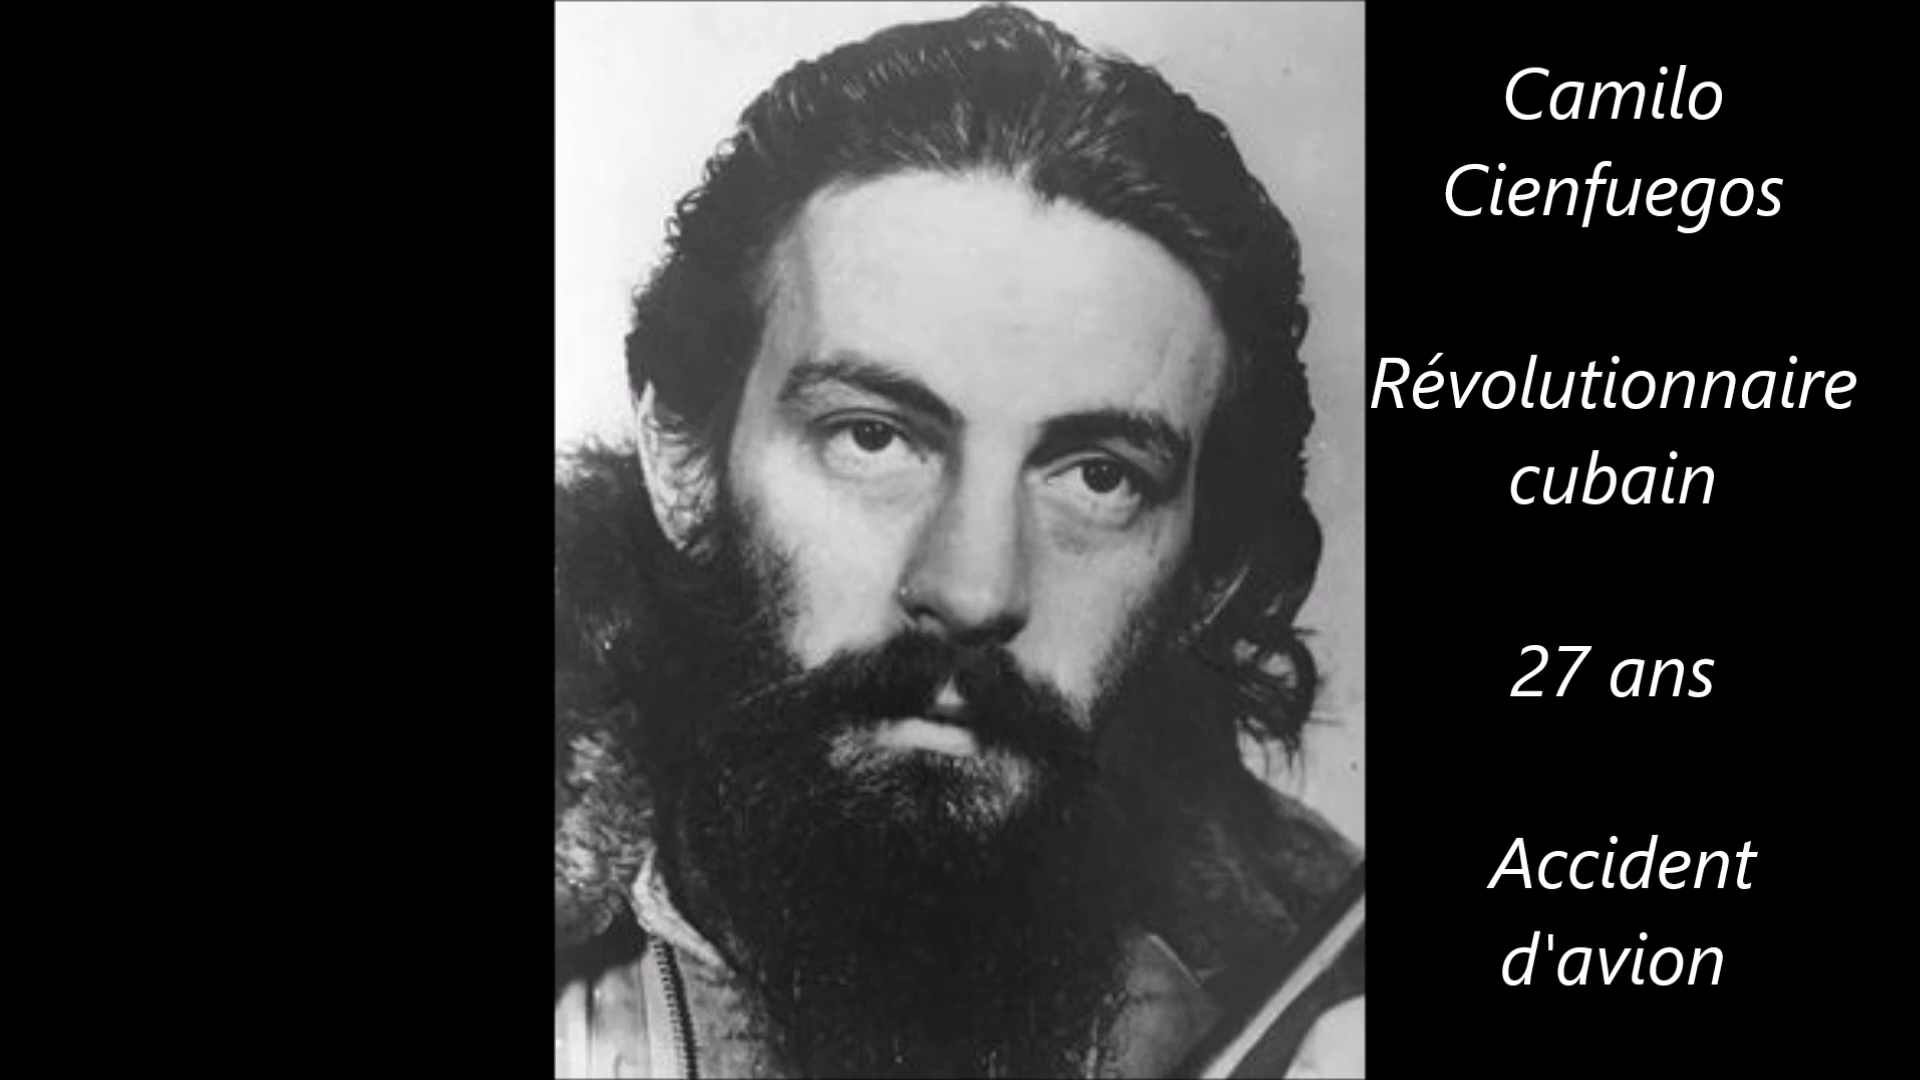 Camilo
Cienfuegos
Révolutionnaire
cubain
27 ans
Accident
d'avion